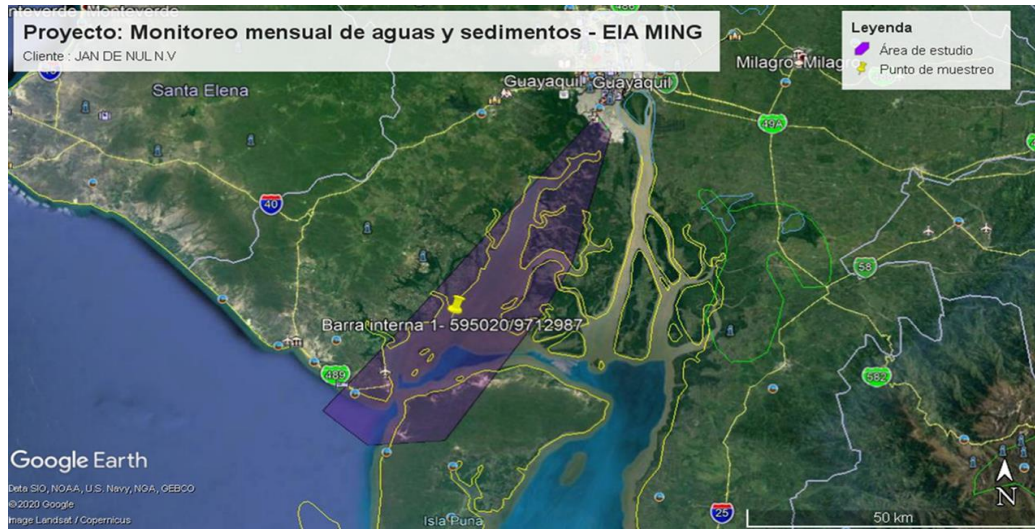 nteverde Monteverde
486
Proyecto: Monitoreo mensual de aguas y sedimentos - EIA MING
Cliente : JAN DE NUL N.V
Leyenda
Área de estudio
Punto de muestreo
Guayaquil Guayaquil
Milagro Milagro
Santa Elena
49A
40
58
Barra interna 1- 595020/9712987
489
582
Google Earth
Data SIO, NOAA, U.S. Navy, NGA, GEBCO
©2020 Google
Image Landsat / Copernicus
Isla Puná
25
50 km
N